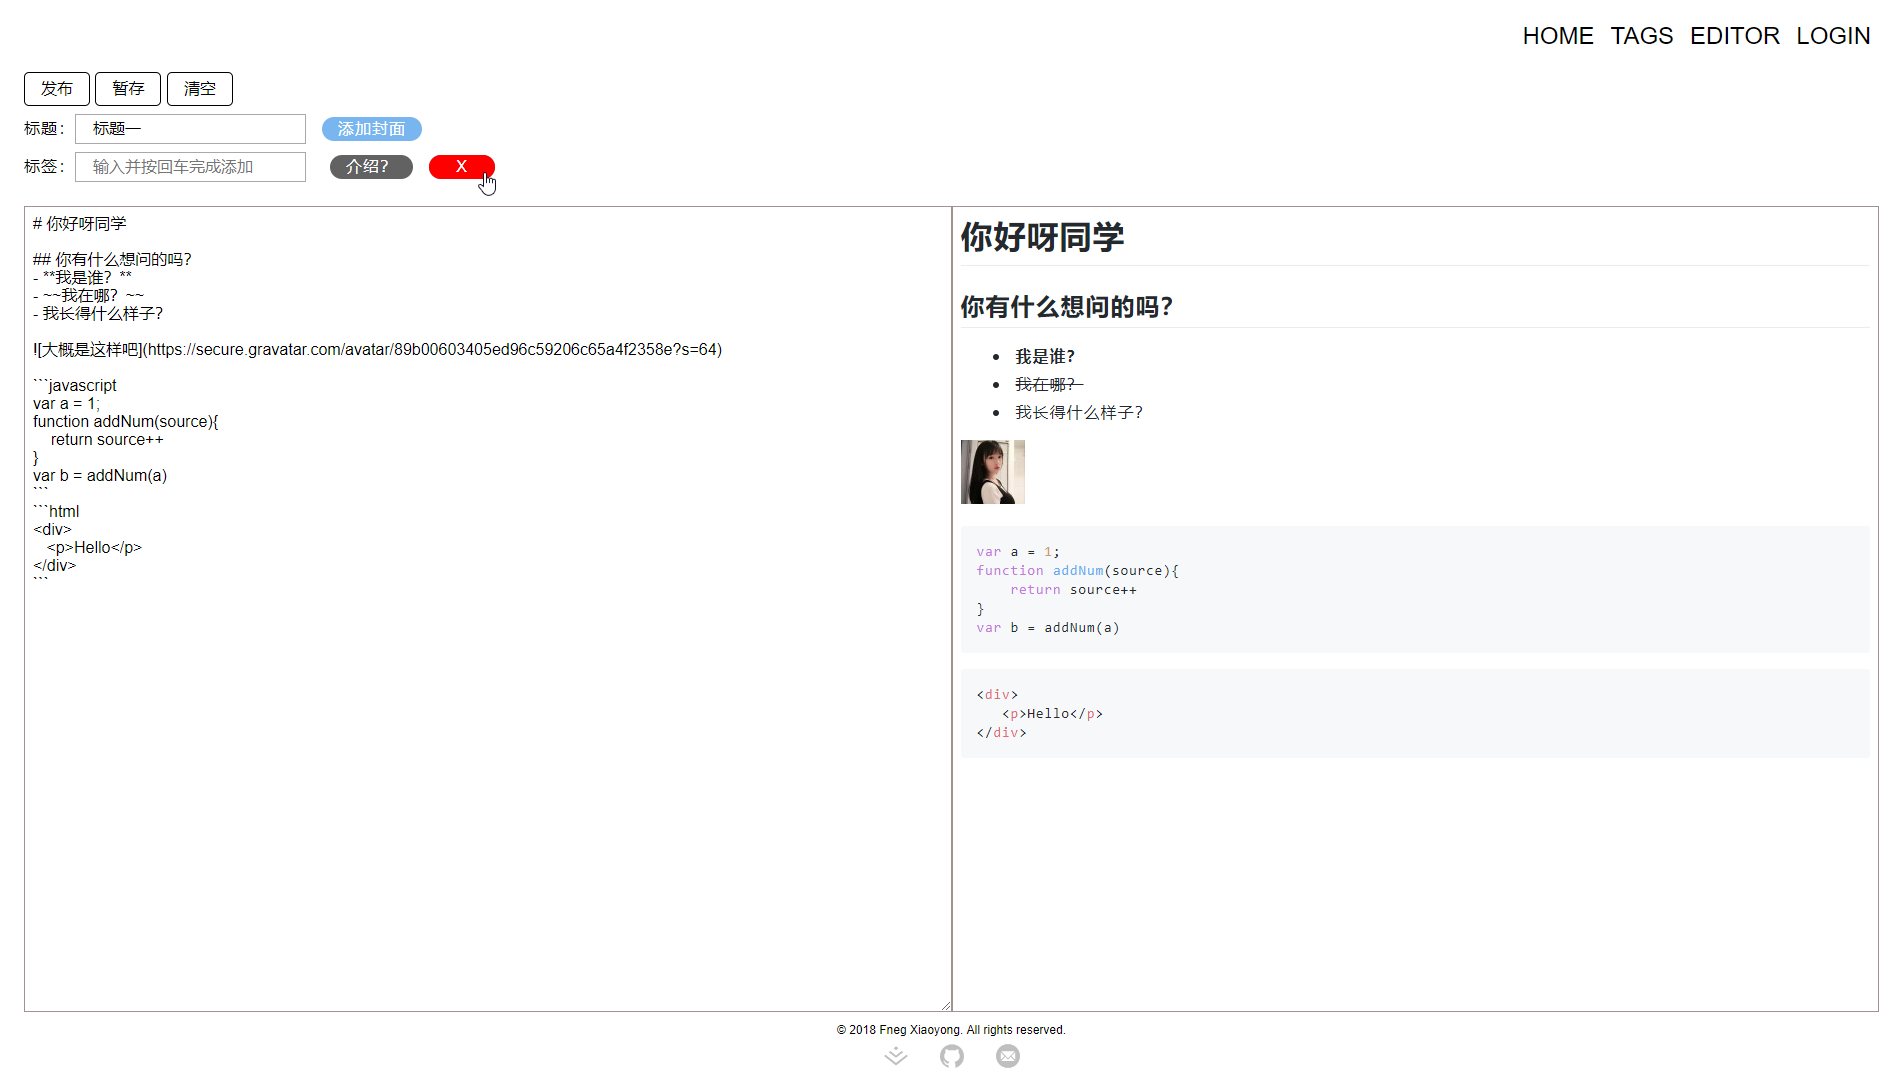 HOME TAGS EDITOR LOGIN
发布 暂存 清空
标题： 标题一 添加封面
标签： 输入并按回车完成添加 介绍？ X
# 你好呀同学
## 你有什么想问的吗？
- **我是谁？**
- ~~我在哪？~~
- 我长得什么样子？
![大概是这样吧](https://secure.gravatar.com/avatar/89b00603405ed96c59206c65a4f2358e?s=64)
```javascript
var a = 1;
function addNum(source){
    return source++
}
var b = addNum(a)
```
```html
<div>
   <p>Hello</p>
</div>
```
你好呀同学
你有什么想问的吗？
• 我是谁？
• 我在哪？
• 我长得什么样子？
var a = 1;
function addNum(source){
    return source++
}
var b = addNum(a)
<div>
   <p>Hello</p>
</div>
© 2018 Fneg Xiaoyong. All rights reserved.